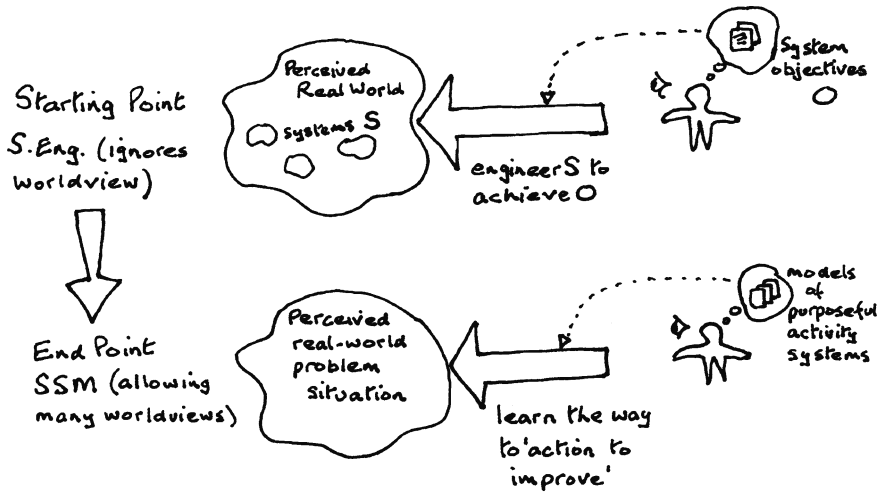 Starting Point
S.Eng. (ignores
worldview)
Perceived
Real World
systems S
engineer S to
achieve O
System
objectives
O
End Point
SSM (allowing
many worldviews)
Perceived
real-world
problem
situation
learn the way
to 'action to
improve'
models
of
purposeful
activity
systems